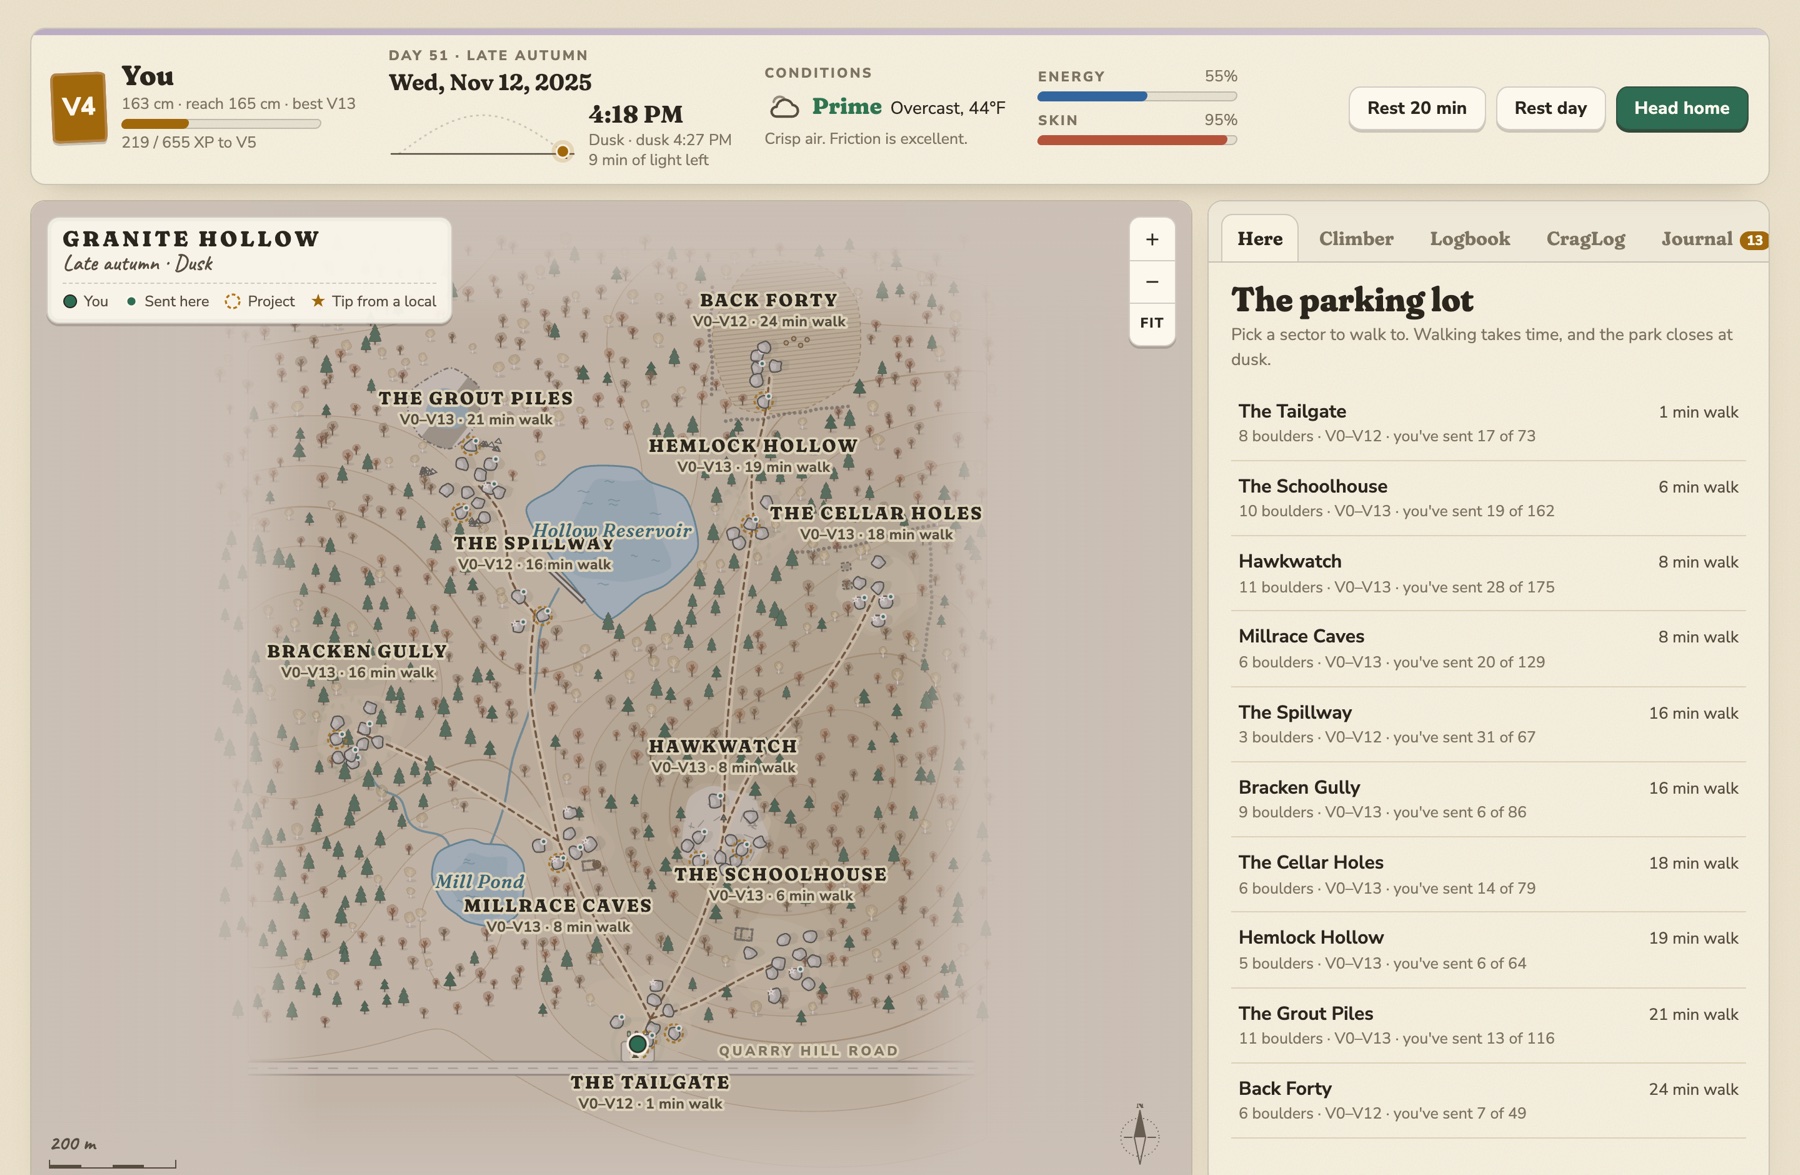 V4
You
163 cm · reach 165 cm · best V13
219 / 655 XP to V5
DAY 51 · LATE AUTUMN
Wed, Nov 12, 2025
4:18 PM
Dusk · dusk 4:27 PM
9 min of light left
CONDITIONS
Prime Overcast, 44°F
Crisp air. Friction is excellent.
ENERGY 55%
SKIN 95%
Rest 20 min
Rest day
Head home
GRANITE HOLLOW
Late autumn · Dusk
You
Sent here
Project
Tip from a local
+
−
FIT
BACK FORTY
V0–V12 · 24 min walk
THE GROUT PILES
V0–V13 · 21 min walk
HEMLOCK HOLLOW
V0–V13 · 19 min walk
THE CELLAR HOLES
V0–V13 · 18 min walk
Hollow Reservoir
THE SPILLWAY
V0–V12 · 16 min walk
BRACKEN GULLY
V0–V13 · 16 min walk
HAWKWATCH
V0–V13 · 8 min walk
THE SCHOOLHOUSE
V0–V13 · 6 min walk
Mill Pond
MILLRACE CAVES
V0–V13 · 8 min walk
QUARRY HILL ROAD
THE TAILGATE
V0–V12 · 1 min walk
200 m
N
Here
Climber
Logbook
CragLog
Journal 13
The parking lot
Pick a sector to walk to. Walking takes time, and the park closes at
dusk.
The Tailgate 1 min walk
8 boulders · V0–V12 · you've sent 17 of 73
The Schoolhouse 6 min walk
10 boulders · V0–V13 · you've sent 19 of 162
Hawkwatch 8 min walk
11 boulders · V0–V13 · you've sent 28 of 175
Millrace Caves 8 min walk
6 boulders · V0–V13 · you've sent 20 of 129
The Spillway 16 min walk
3 boulders · V0–V12 · you've sent 31 of 67
Bracken Gully 16 min walk
9 boulders · V0–V13 · you've sent 6 of 86
The Cellar Holes 18 min walk
6 boulders · V0–V13 · you've sent 14 of 79
Hemlock Hollow 19 min walk
5 boulders · V0–V13 · you've sent 6 of 64
The Grout Piles 21 min walk
11 boulders · V0–V13 · you've sent 13 of 116
Back Forty 24 min walk
6 boulders · V0–V12 · you've sent 7 of 49